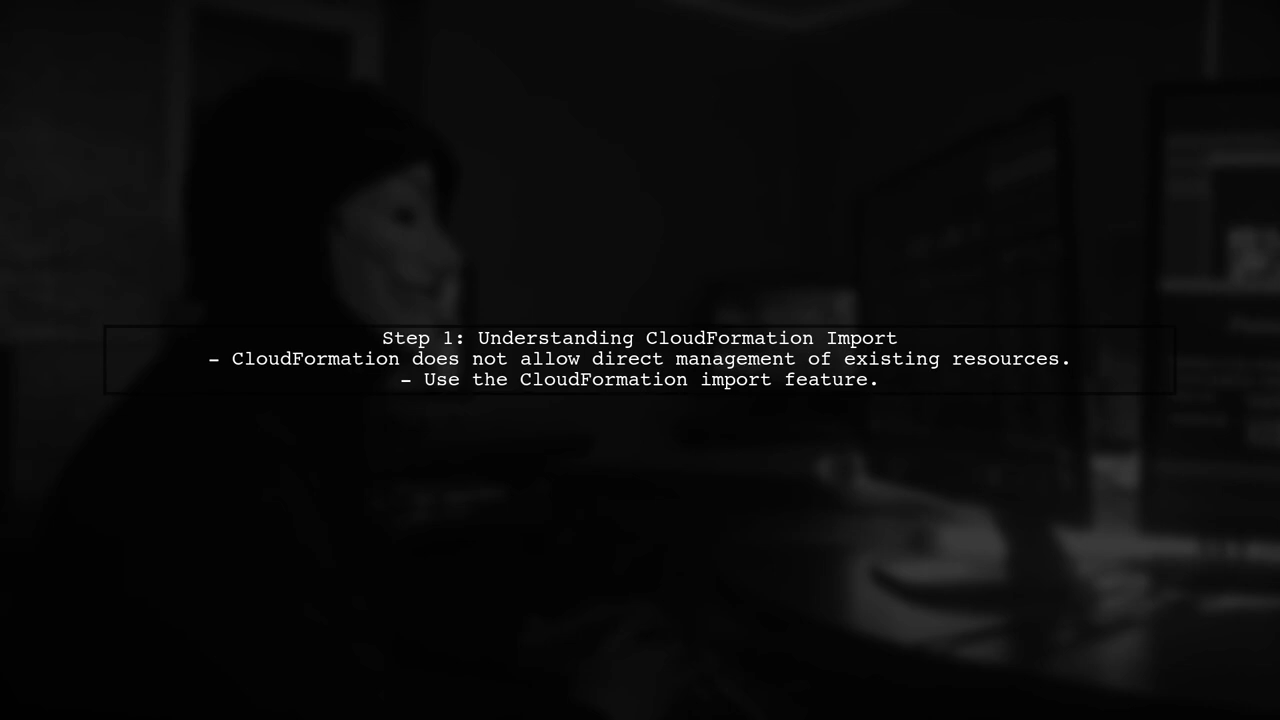 Step 1: Understanding CloudFormation Import
- CloudFormation does not allow direct management of existing resources.
- Use the CloudFormation import feature.